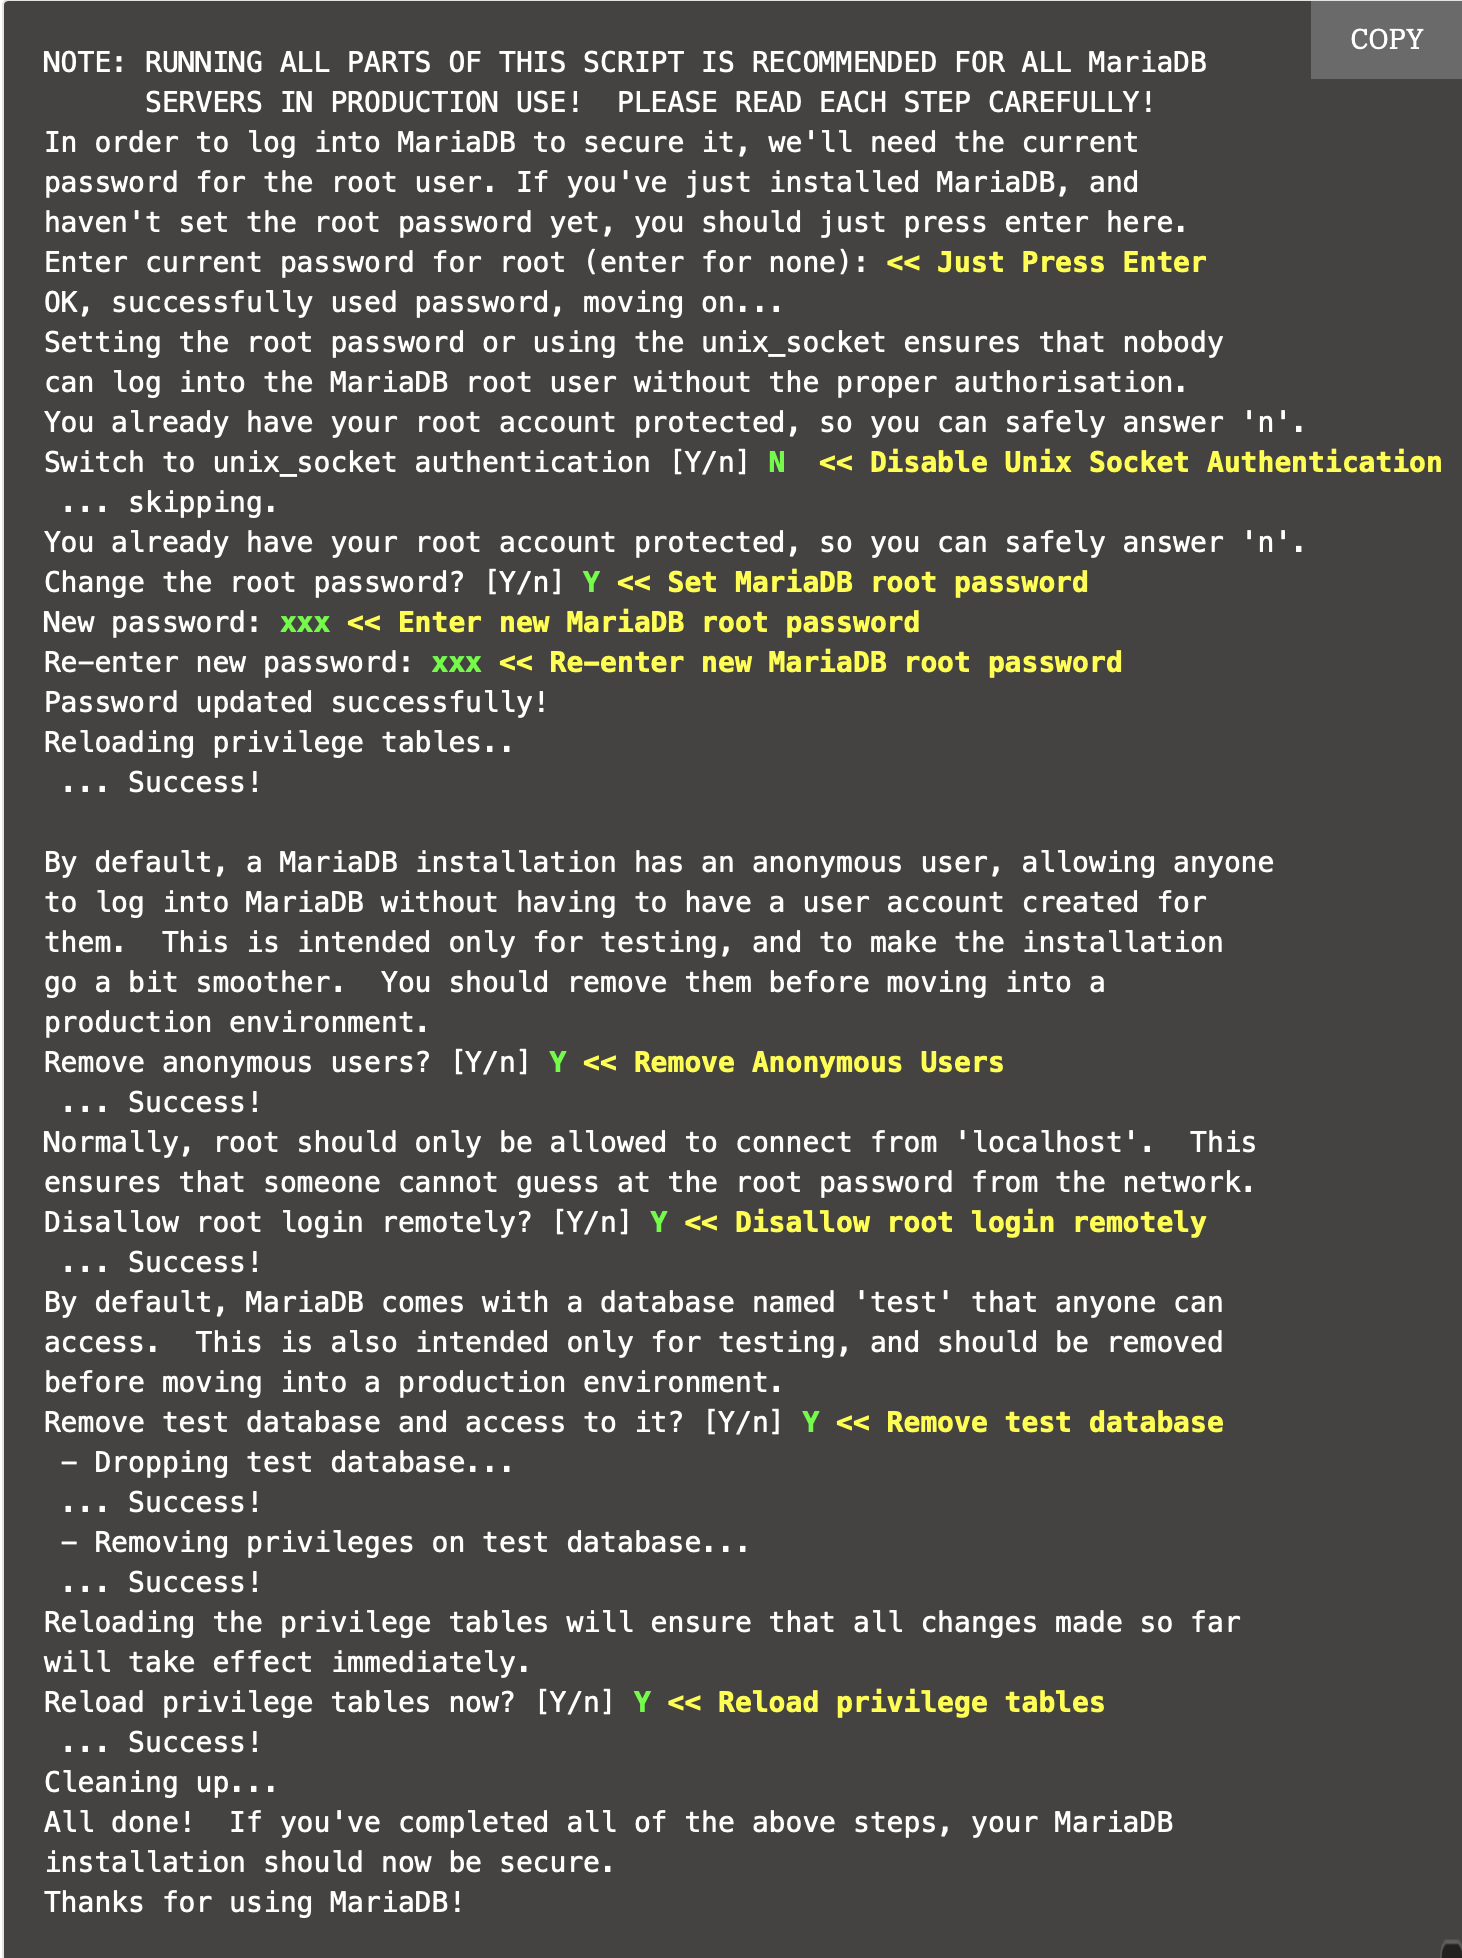 COPY
NOTE: RUNNING ALL PARTS OF THIS SCRIPT IS RECOMMENDED FOR ALL MariaDB
      SERVERS IN PRODUCTION USE!  PLEASE READ EACH STEP CAREFULLY!
In order to log into MariaDB to secure it, we'll need the current
password for the root user. If you've just installed MariaDB, and
haven't set the root password yet, you should just press enter here.
Enter current password for root (enter for none): << Just Press Enter
OK, successfully used password, moving on...
Setting the root password or using the unix_socket ensures that nobody
can log into the MariaDB root user without the proper authorisation.
You already have your root account protected, so you can safely answer 'n'.
Switch to unix_socket authentication [Y/n] N  << Disable Unix Socket Authentication
 ... skipping.
You already have your root account protected, so you can safely answer 'n'.
Change the root password? [Y/n] Y << Set MariaDB root password
New password: xxx << Enter new MariaDB root password
Re-enter new password: xxx << Re-enter new MariaDB root password
Password updated successfully!
Reloading privilege tables..
 ... Success!

By default, a MariaDB installation has an anonymous user, allowing anyone
to log into MariaDB without having to have a user account created for
them.  This is intended only for testing, and to make the installation
go a bit smoother.  You should remove them before moving into a
production environment.
Remove anonymous users? [Y/n] Y << Remove Anonymous Users
 ... Success!
Normally, root should only be allowed to connect from 'localhost'.  This
ensures that someone cannot guess at the root password from the network.
Disallow root login remotely? [Y/n] Y << Disallow root login remotely
 ... Success!
By default, MariaDB comes with a database named 'test' that anyone can
access.  This is also intended only for testing, and should be removed
before moving into a production environment.
Remove test database and access to it? [Y/n] Y << Remove test database
 - Dropping test database...
 ... Success!
 - Removing privileges on test database...
 ... Success!
Reloading the privilege tables will ensure that all changes made so far
will take effect immediately.
Reload privilege tables now? [Y/n] Y << Reload privilege tables
 ... Success!
Cleaning up...
All done!  If you've completed all of the above steps, your MariaDB
installation should now be secure.
Thanks for using MariaDB!